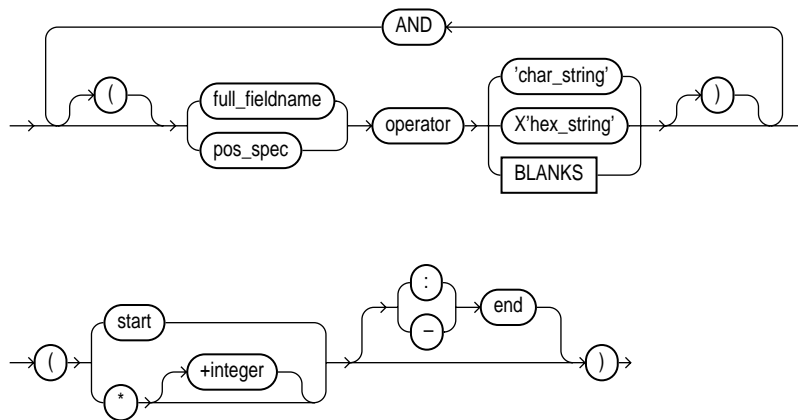 AND
(
full_fieldname
pos_spec
operator
’char_string’
X’hex_string’
BLANKS
)
(
start
*
+integer
:
–
end
)